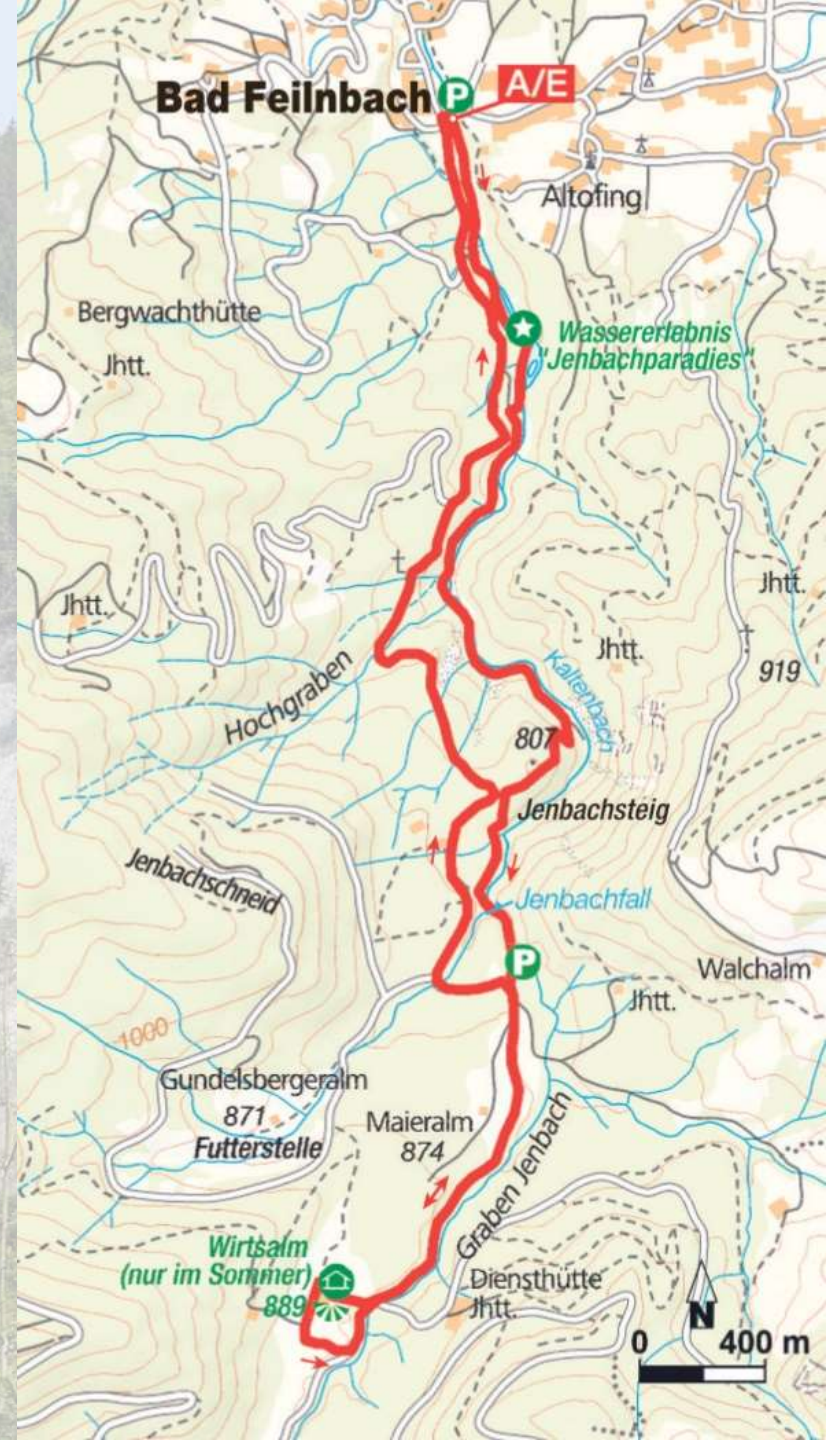 Bad Feilnbach P A/E
Altofing
Bergwachthütte
Jhtt.
Wassererlebnis
"Jenbachparadies"
Jhtt.
Jhtt.
Jhtt.
919
Hochgraben
Kaltenbach
807
Jenbachsteig
Jenbachschneid
Jenbachfall
P
Walchalm
Jhtt.
1000
Gundelsbergeralm
871
Futterstelle
Maieralm
874
Graben Jenbach
Wirtsalm
(nur im Sommer)
889
Diensthütte
Jhtt.
N
0 400 m